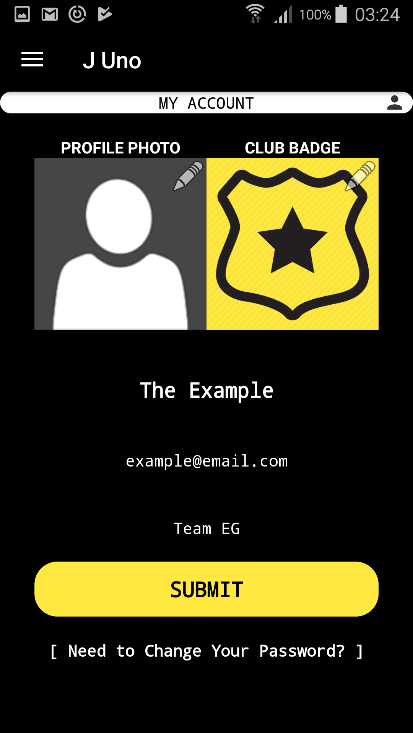 100% 03:24
J Uno
MY ACCOUNT
PROFILE PHOTO CLUB BADGE
The Example
example@email.com
Team EG
SUBMIT
[ Need to Change Your Password? ]